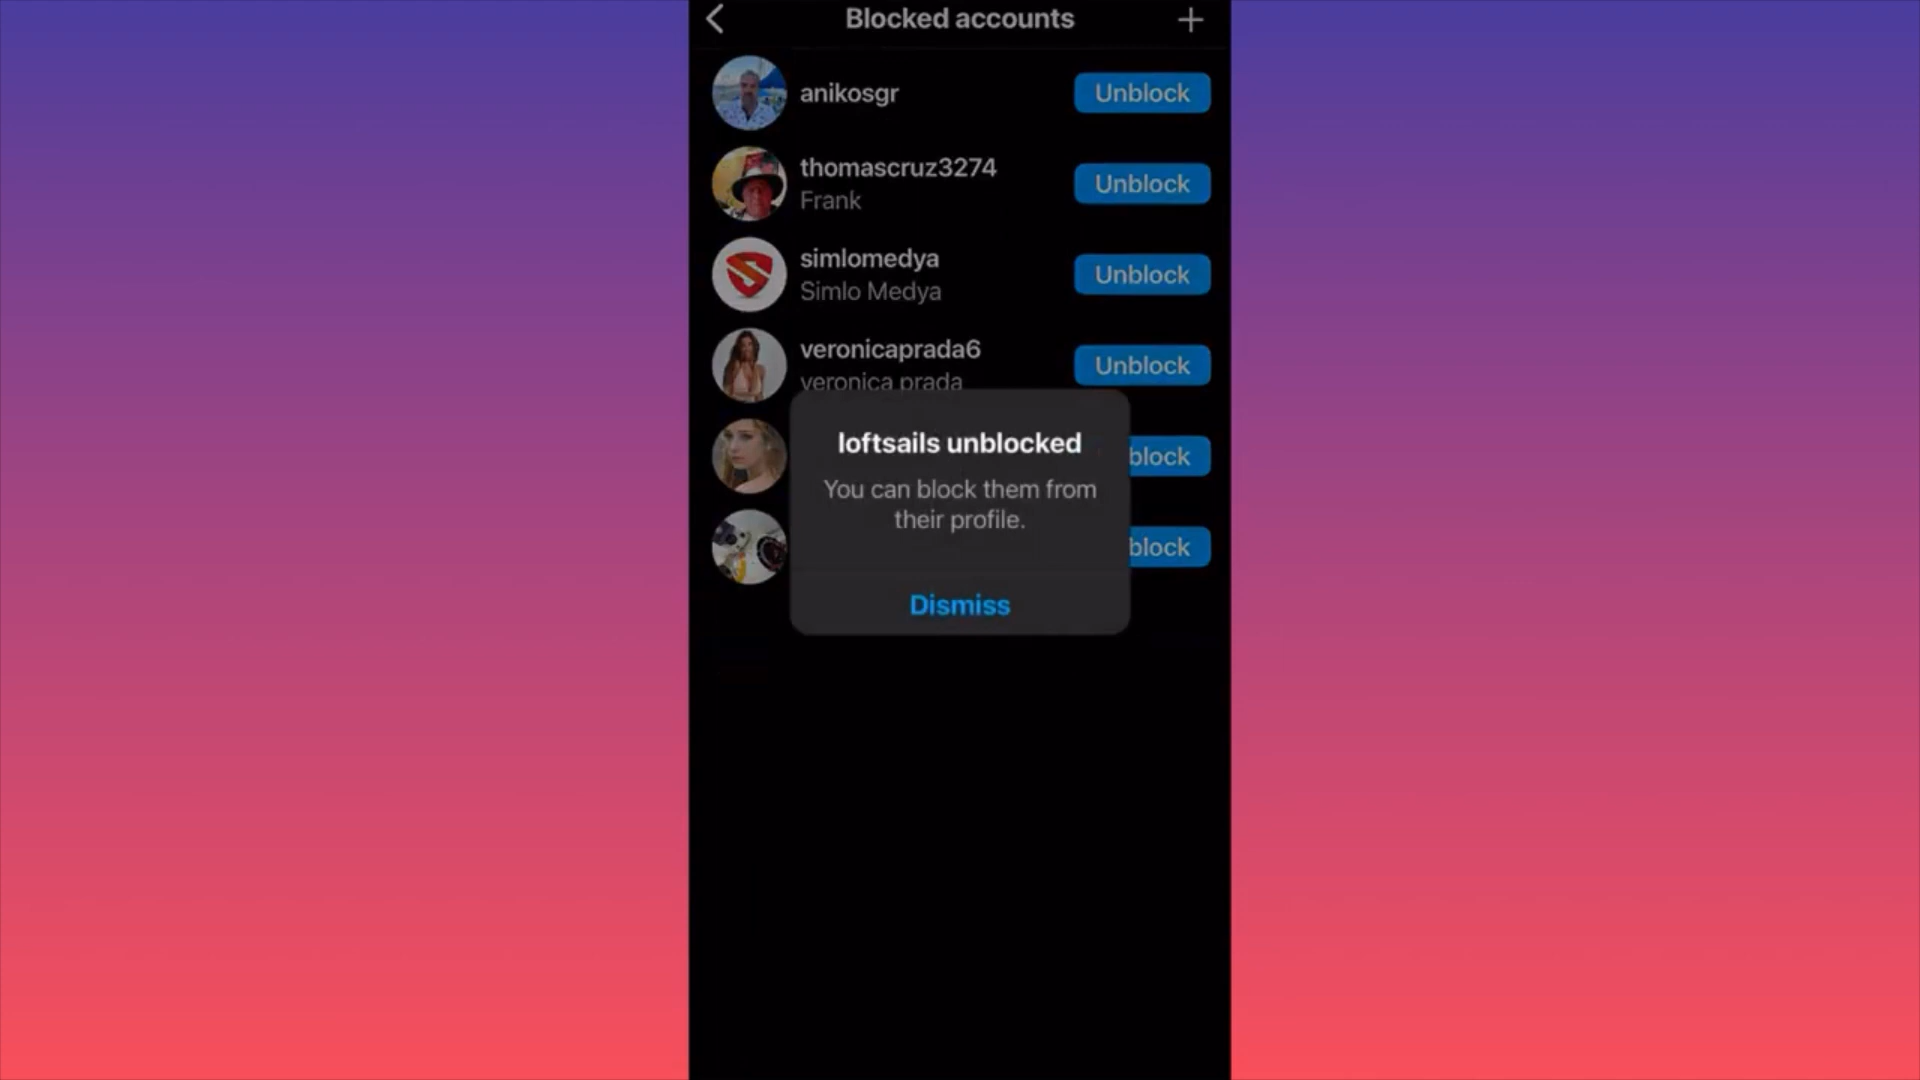 Blocked accounts
anikosgr
Unblock
thomascruz3274
Frank
Unblock
simlomedya
Simlo Medya
Unblock
veronicaprada6
veronica prada
Unblock
loftsails unblocked
You can block them from
their profile.
Dismiss
block
block